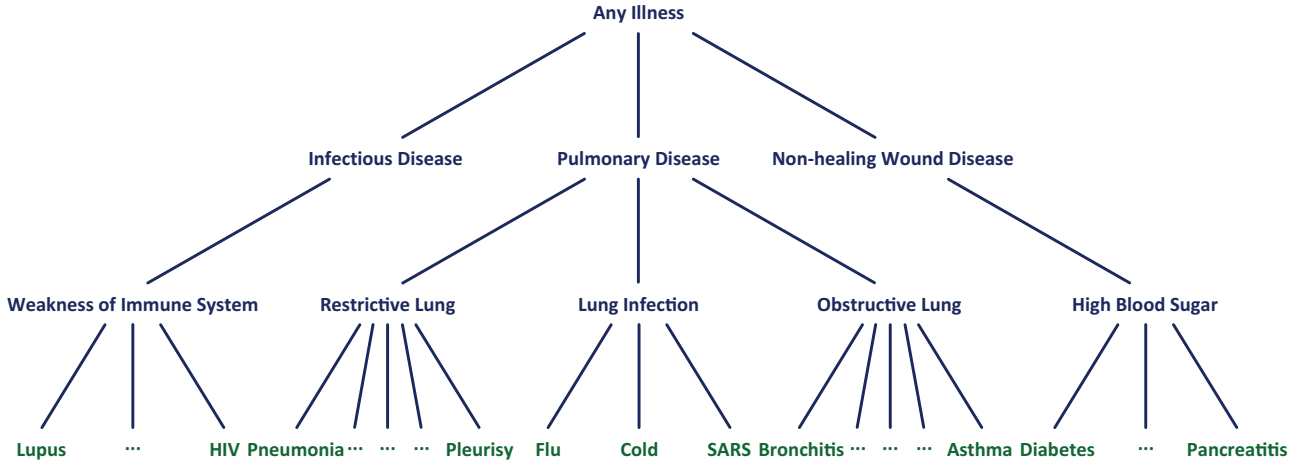 Any Illness
Infectious Disease Pulmonary Disease Non-healing Wound Disease
Weakness of Immune System Restrictive Lung Lung Infection Obstructive Lung High Blood Sugar
Lupus ... HIV Pneumonia ... ... ... Pleurisy Flu Cold SARS Bronchitis ... ... ... Asthma Diabetes ... Pancreatitis